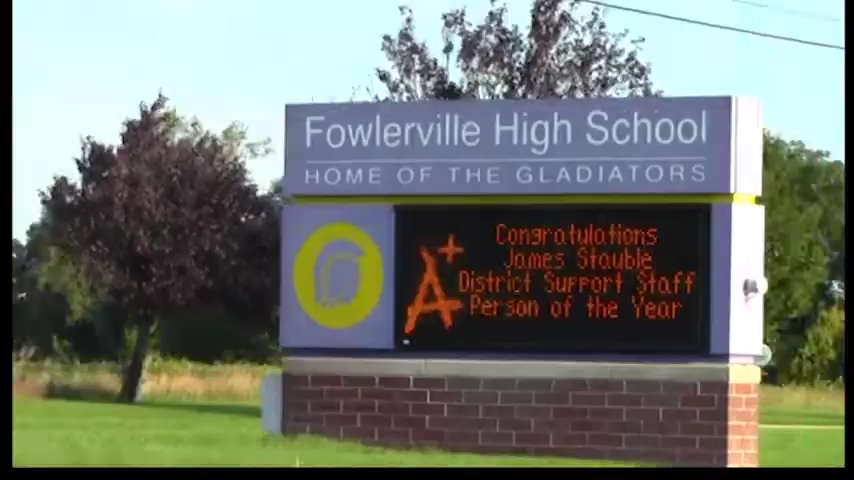 Fowlerville High School
HOME OF THE GLADIATORS
A+
Congratulations
James Stauble
District Support Staff
Person of the Year